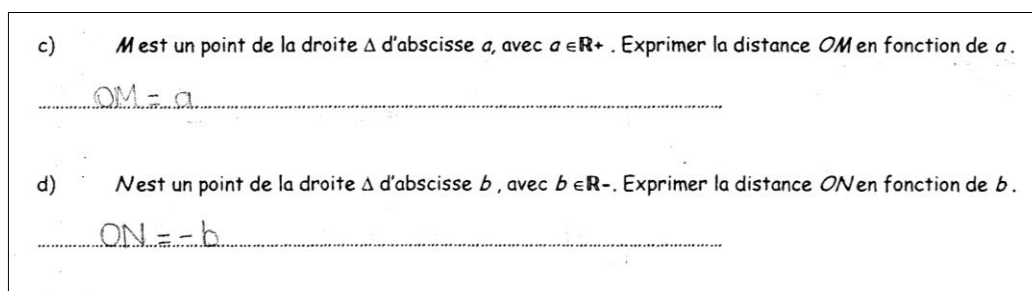 c) M est un point de la droite Δ d'abscisse a, avec a ∈R+ . Exprimer la distance OM en fonction de a.
OM = a
d) N est un point de la droite Δ d'abscisse b , avec b ∈R-. Exprimer la distance ON en fonction de b.
ON = - b